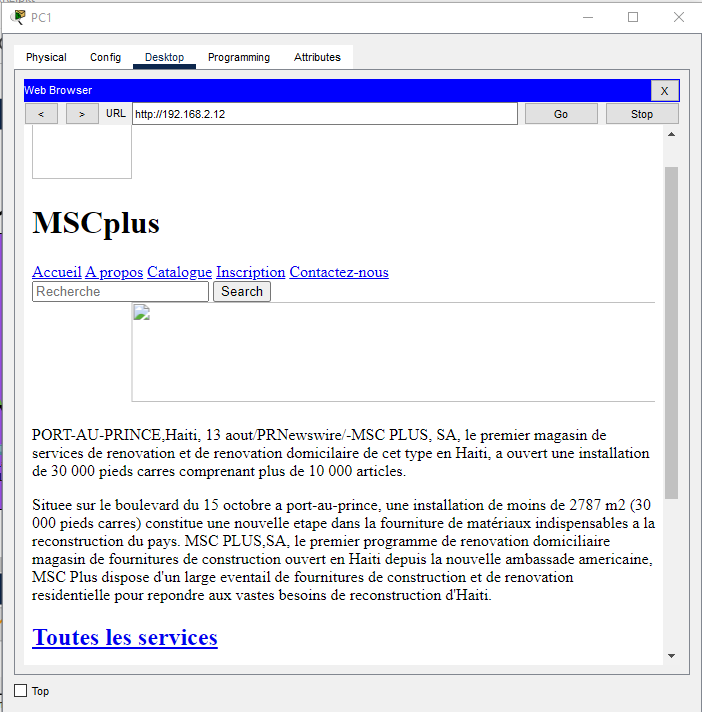 PC1
Physical Config Desktop Programming Attributes
Web Browser X
< > URL http://192.168.2.12 Go Stop
MSCplus
Accueil A propos Catalogue Inscription Contactez-nous
Recherche Search
PORT-AU-PRINCE,Haiti, 13 aout/PRNewswire/-MSC PLUS, SA, le premier magasin de
services de renovation et de renovation domicilaire de cet type en Haiti, a ouvert une installation
de 30 000 pieds carres comprenant plus de 10 000 articles.
Situee sur le boulevard du 15 octobre a port-au-prince, une installation de moins de 2787 m2 (30
000 pieds carres) constitue une nouvelle etape dans la fourniture de matériaux indispensables a la
reconstruction du pays. MSC PLUS,SA, le premier programme de renovation domiciliaire
magasin de fournitures de construction ouvert en Haiti depuis la nouvelle ambassade americaine,
MSC Plus dispose d'un large eventail de fournitures de construction et de renovation
residentielle pour repondre aux vastes besoins de reconstruction d'Haiti.
Toutes les services
Top